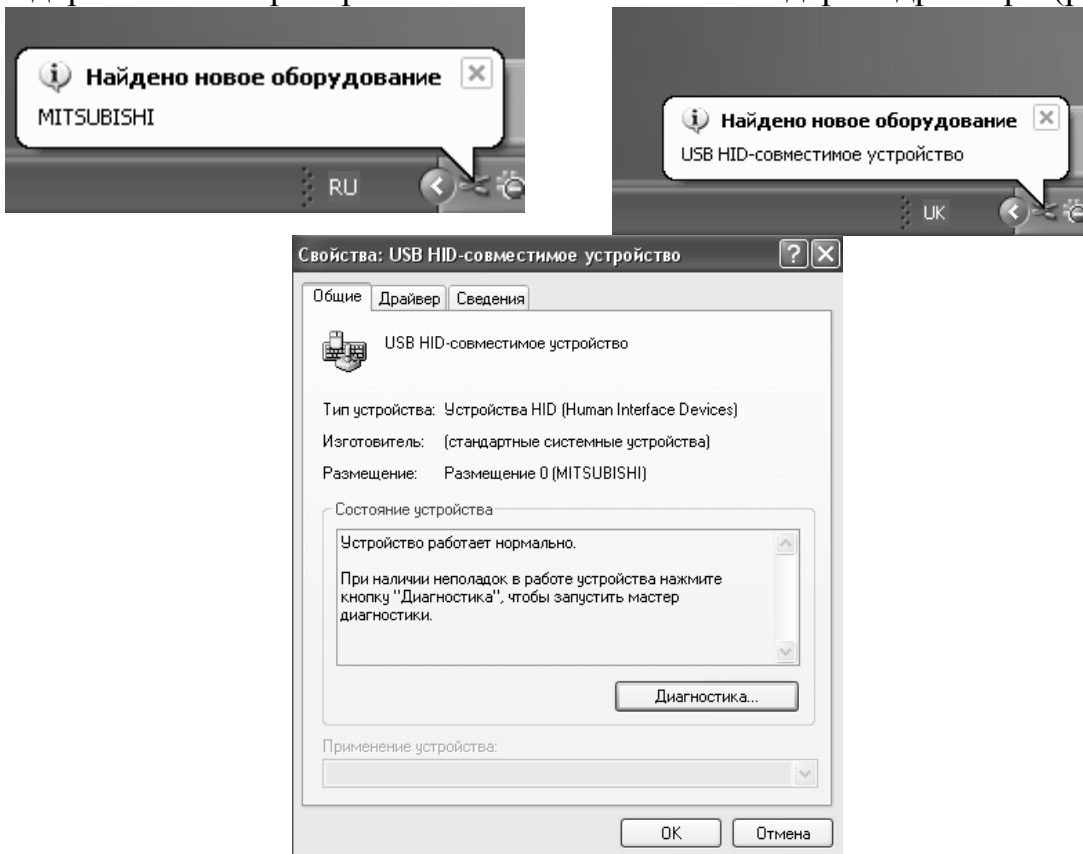 Найдено новое оборудование
MITSUBISHI
RU
Найдено новое оборудование
USB HID-совместимое устройство
UK
Свойства: USB HID-совместимое устройство
Общие Драйвер Сведения
USB HID-совместимое устройство
Тип устройства: Устройства HID (Human Interface Devices)
Изготовитель: (стандартные системные устройства)
Размещение: Размещение 0 (MITSUBISHI)
Состояние устройства
Устройство работает нормально.
При наличии неполадок в работе устройства нажмите
кнопку "Диагностика", чтобы запустить мастер
диагностики.
Диагностика...
Применение устройства:
OK Отмена